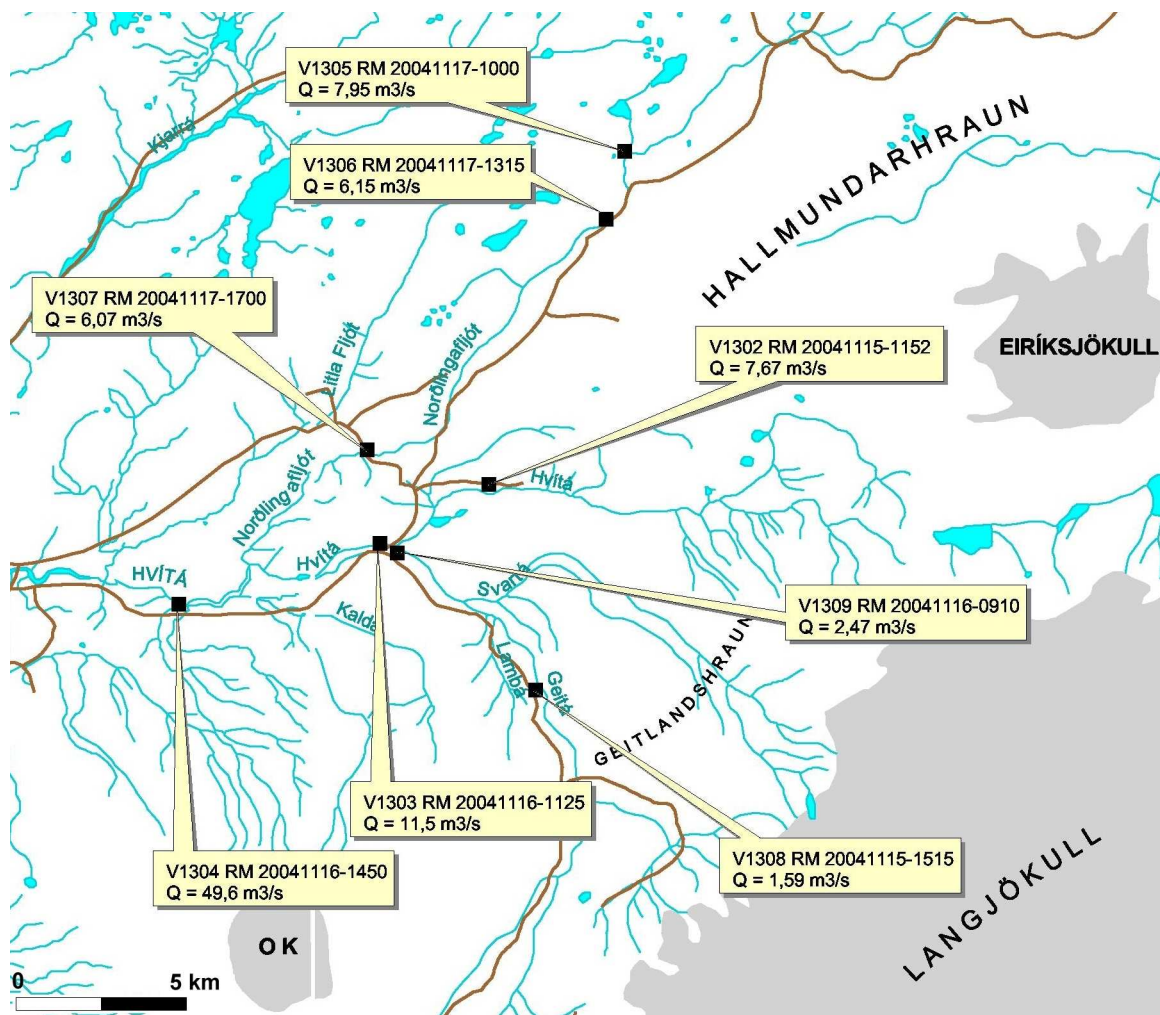 V1305 RM 20041117-1000
Q = 7,95 m3/s
Kjarrá
V1306 RM 20041117-1315
Q = 6,15 m3/s
HALLMUNDARHRAUN
V1307 RM 20041117-1700
Q = 6,07 m3/s
Litla Fljót
Norðlingafljót
V1302 RM 20041115-1152
Q = 7,67 m3/s
EIRÍKSJÖKULL
Norðlingafljót
Hvítá
HVÍTÁ
Hvítá
Svartá
V1309 RM 20041116-0910
Q = 2,47 m3/s
Kaldá
Lambá
Geitá
GEITLANDSHRAUN
V1303 RM 20041116-1125
Q = 11,5 m3/s
V1304 RM 20041116-1450
Q = 49,6 m3/s
V1308 RM 20041115-1515
Q = 1,59 m3/s
LANGJÖKULL
OK
0 5 km